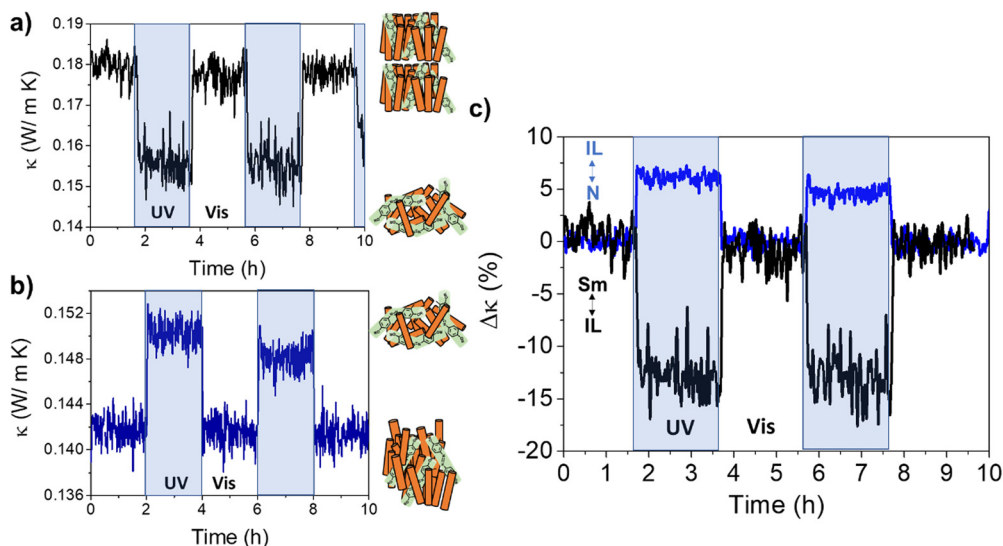 a)
0.19
0.18
0.17
0.16
0.15
0.14
κ (W/ m K)
UV
Vis
0 2 4 6 8 10
Time (h)
b)
0.152
0.148
0.144
0.140
0.136
κ (W/ m K)
UV
Vis
0 2 4 6 8 10
Time (h)
c)
10
5
0
-5
-10
-15
-20
Δκ (%)
IL
N
Sm
IL
UV
Vis
0 1 2 3 4 5 6 7 8 9 10
Time (h)